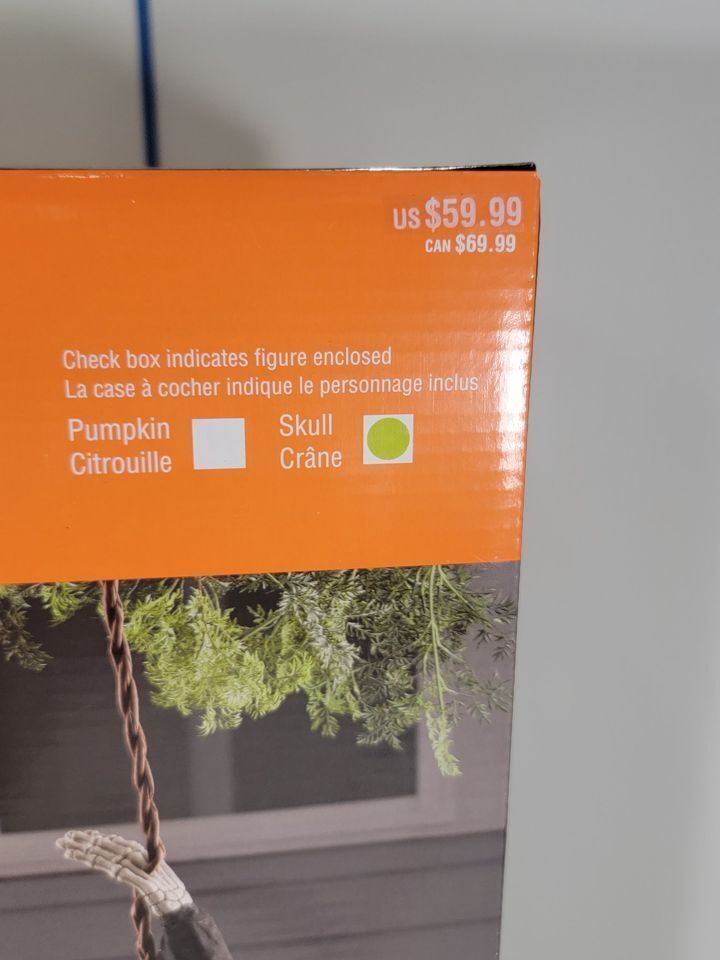 US $59.99
CAN $69.99
Check box indicates figure enclosed
La case à cocher indique le personnage inclus
Pumpkin Skull
Citrouille Crâne